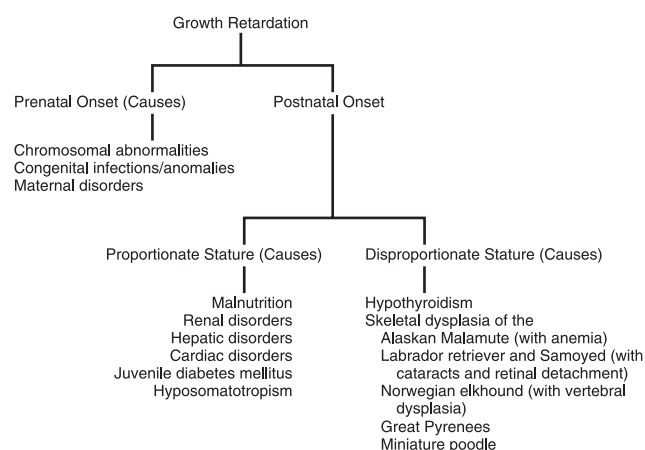 Growth Retardation
Prenatal Onset (Causes)
Postnatal Onset
Chromosomal abnormalities
Congenital infections/anomalies
Maternal disorders
Proportionate Stature (Causes)
Disproportionate Stature (Causes)
Malnutrition
Renal disorders
Hepatic disorders
Cardiac disorders
Juvenile diabetes mellitus
Hyposomatotropism
Hypothyroidism
Skeletal dysplasia of the
Alaskan Malamute (with anemia)
Labrador retriever and Samoyed (with
cataracts and retinal detachment)
Norwegian elkhound (with vertebral
dysplasia)
Great Pyrenees
Miniature poodle